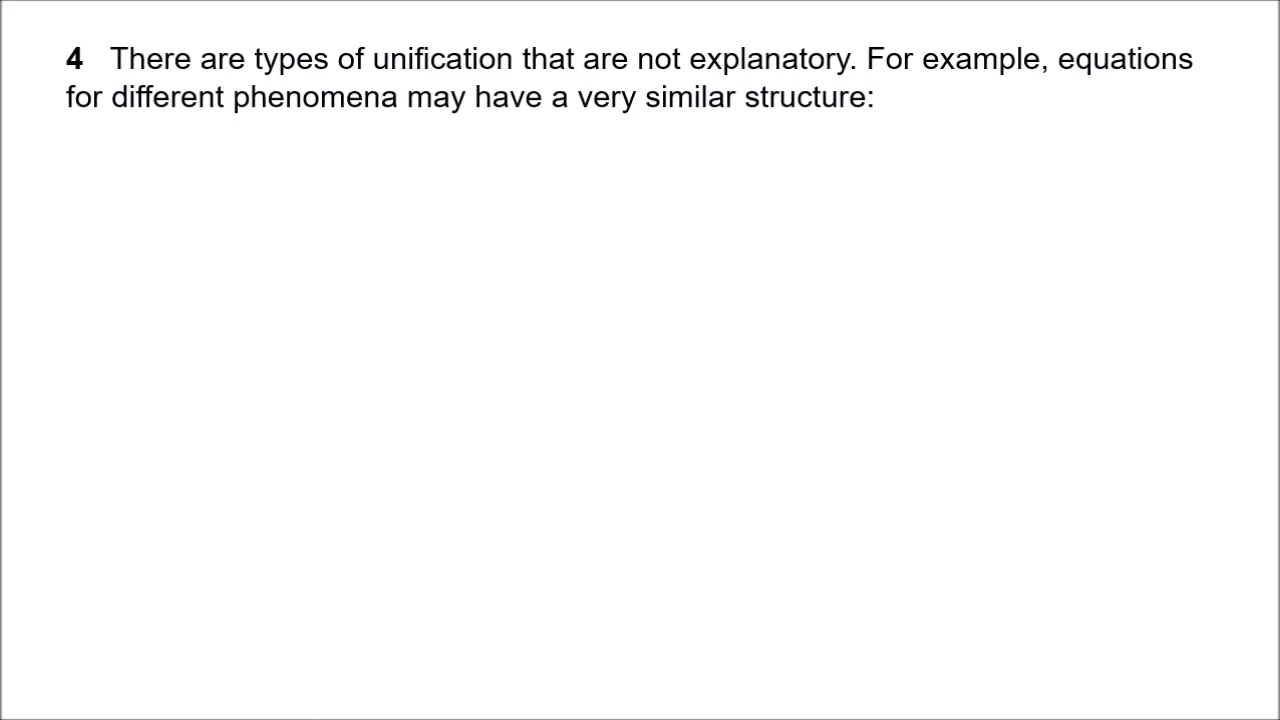 4 There are types of unification that are not explanatory. For example, equations
for different phenomena may have a very similar structure: